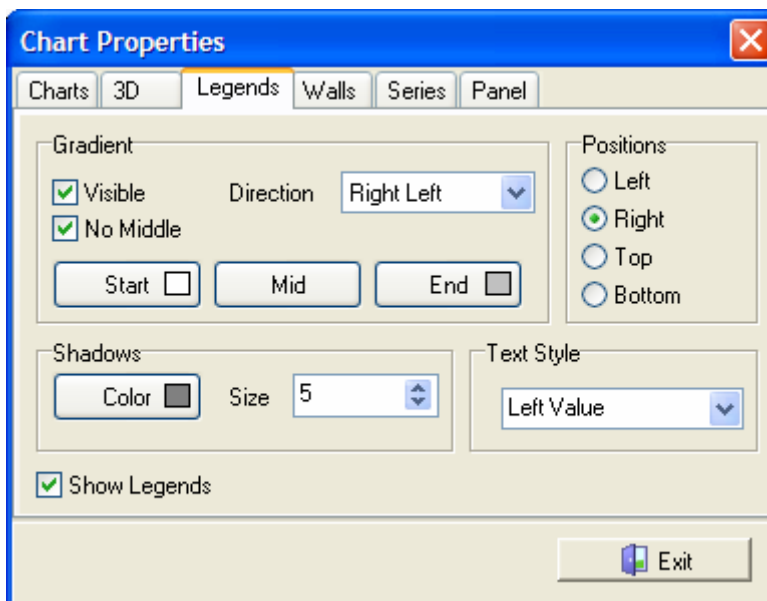 Chart Properties
Charts 3D Legends Walls Series Panel
Gradient
Visible Direction Right Left
No Middle
Start Mid End
Positions
Left
Right
Top
Bottom
Shadows
Color Size 5
Text Style
Left Value
Show Legends
Exit